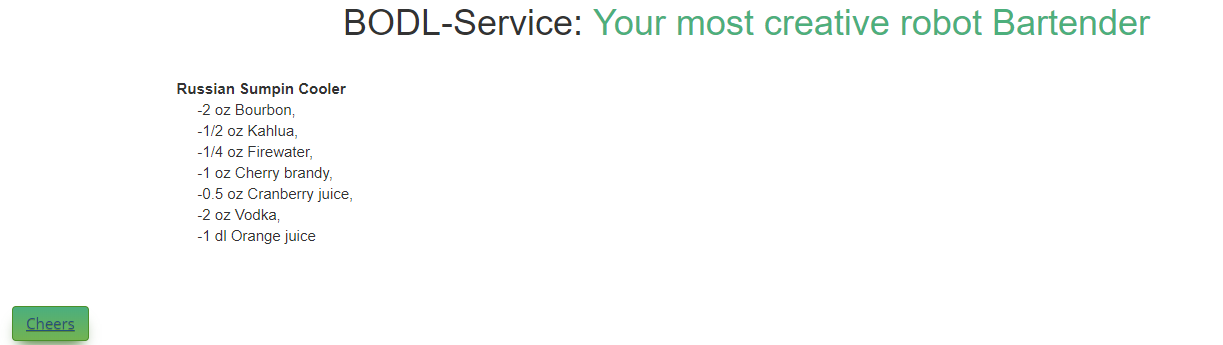 BODL-Service: Your most creative robot Bartender
Russian Sumpin Cooler
-2 oz Bourbon,
-1/2 oz Kahlua,
-1/4 oz Firewater,
-1 oz Cherry brandy,
-0.5 oz Cranberry juice,
-2 oz Vodka,
-1 dl Orange juice
Cheers